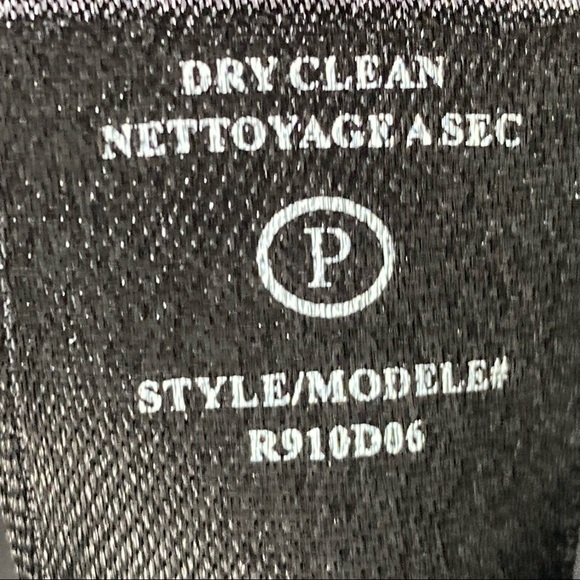 DRY CLEAN
NETTOYAGE A SEC
P
STYLE/MODELE#
R910D06